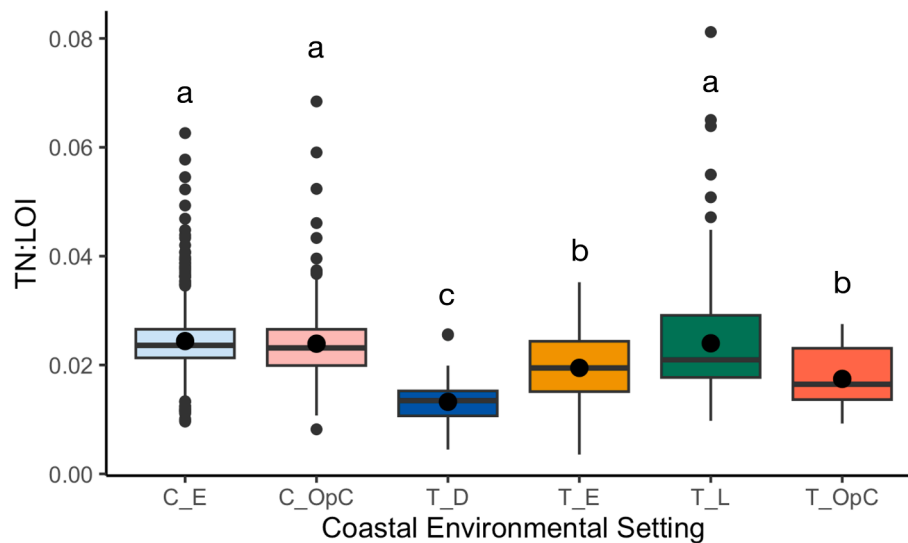 0.08
a
a
a
0.06
TN:LOI
0.04
b
b
c
0.02
0.00
C_E C_OpC T_D T_E T_L T_OpC
Coastal Environmental Setting